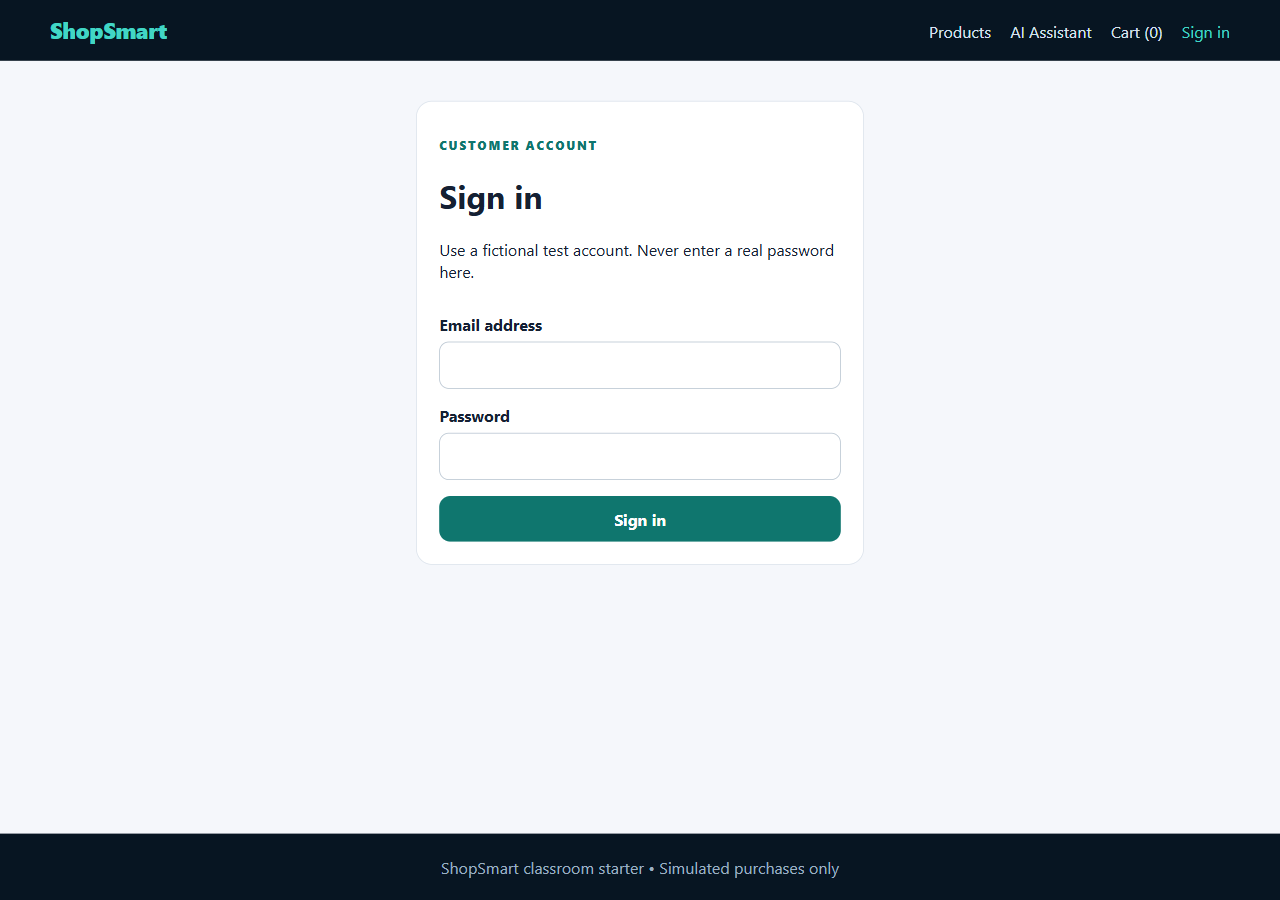 ShopSmart
Products
AI Assistant
Cart (0)
Sign in
CUSTOMER ACCOUNT
Sign in
Use a fictional test account. Never enter a real password
here.
Email address
Password
Sign in
ShopSmart classroom starter • Simulated purchases only